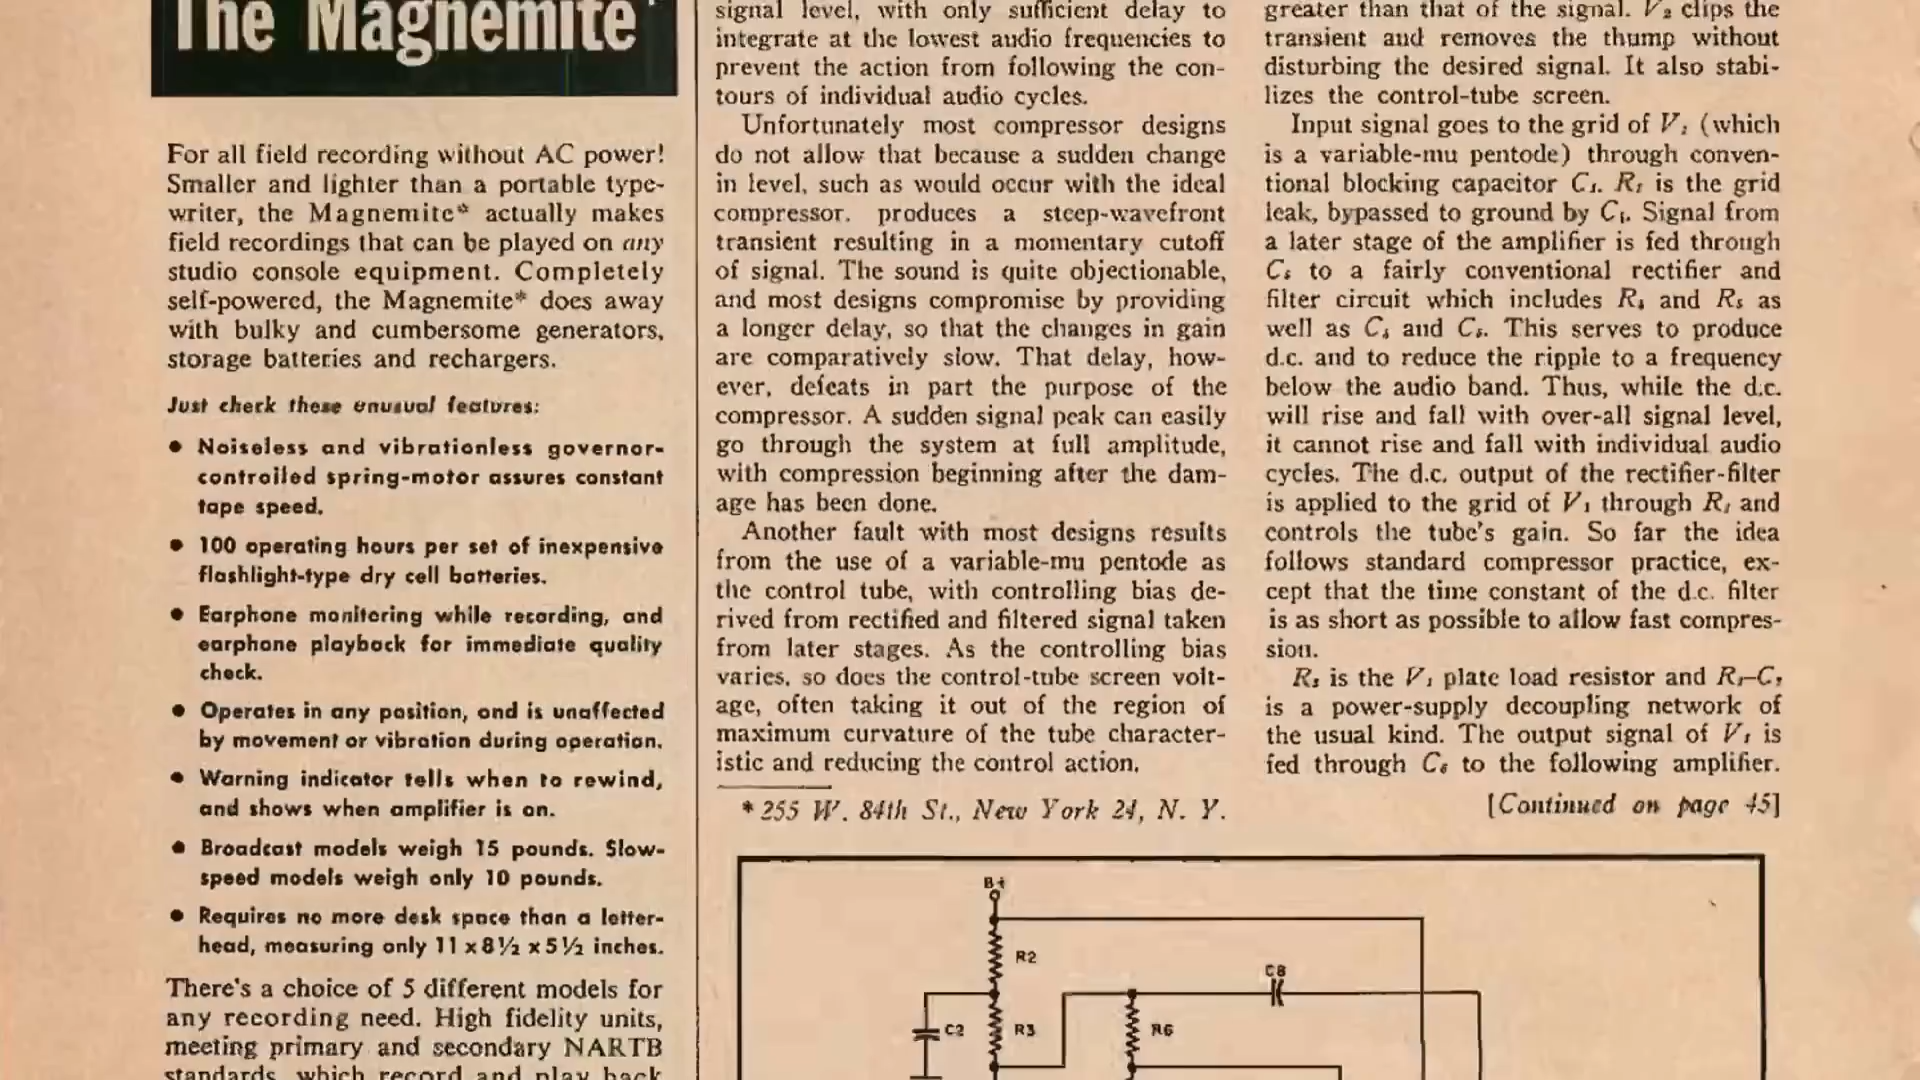 The Magnemite
For all field recording without AC power!
Smaller and lighter than a portable type-
writer, the Magnemite* actually makes
field recordings that can be played on any
studio console equipment. Completely
self-powered, the Magnemite* does away
with bulky and cumbersome generators,
storage batteries and rechargers.
Just check these unusual features:
• Noiseless and vibrationless governor-
controlled spring-motor assures constant
tape speed.
• 100 operating hours per set of inexpensive
flashlight-type dry cell batteries.
• Earphone monitoring while recording, and
earphone playback for immediate quality
check.
• Operates in any position, and is unaffected
by movement or vibration during operation.
• Warning indicator tells when to rewind,
and shows when amplifier is on.
• Broadcast models weigh 15 pounds. Slow-
speed models weigh only 10 pounds.
• Requires no more desk space than a letter-
head, measuring only 11 x 8½ x 5½ inches.
There's a choice of 5 different models for
any recording need. High fidelity units,
meeting primary and secondary NARTB
standards, which record and play back
signal level, with only sufficient delay to
integrate at the lowest audio frequencies to
prevent the action from following the con-
tours of individual audio cycles.
Unfortunately most compressor designs
do not allow that because a sudden change
in level, such as would occur with the ideal
compressor, produces a steep-wavefront
transient resulting in a momentary cutoff
of signal. The sound is quite objectionable,
and most designs compromise by providing
a longer delay, so that the changes in gain
are comparatively slow. That delay, how-
ever, defeats in part the purpose of the
compressor. A sudden signal peak can easily
go through the system at full amplitude,
with compression beginning after the dam-
age has been done.
Another fault with most designs results
from the use of a variable-mu pentode as
the control tube, with controlling bias de-
rived from rectified and filtered signal taken
from later stages. As the controlling bias
varies, so does the control-tube screen volt-
age, often taking it out of the region of
maximum curvature of the tube character-
istic and reducing the control action.
* 255 W. 84th St., New York 24, N. Y.
greater than that of the signal. V₂ clips the
transient and removes the thump without
disturbing the desired signal. It also stabi-
lizes the control-tube screen.
Input signal goes to the grid of V₁ (which
is a variable-mu pentode) through conven-
tional blocking capacitor C is the grid
leak, bypassed to ground by C Signal from
a later stage of the amplifier is fed through
C to a fairly conventional rectifier and
filter circuit which includes R₄ and R₅ as
well as C and C This serves to produce
d.c. and to reduce the ripple to a frequency
below the audio band. Thus, while the d.c.
will rise and fall with over-all signal level,
it cannot rise and fall with individual audio
cycles. The d.c. output of the rectifier-filter
is applied to the grid of V₁ through R and
controls the tube's gain. So far the idea
follows standard compressor practice, ex-
cept that the time constant of the d.c. filter
is as short as possible to allow fast compres-
sion.
R₃ is the V₁ plate load resistor and
is a power-supply decoupling network of
the usual kind. The output signal of V₁ is
fed through C to the following amplifier.
[Continued on page 45]
B+
R2
C8
C2
R3
R6